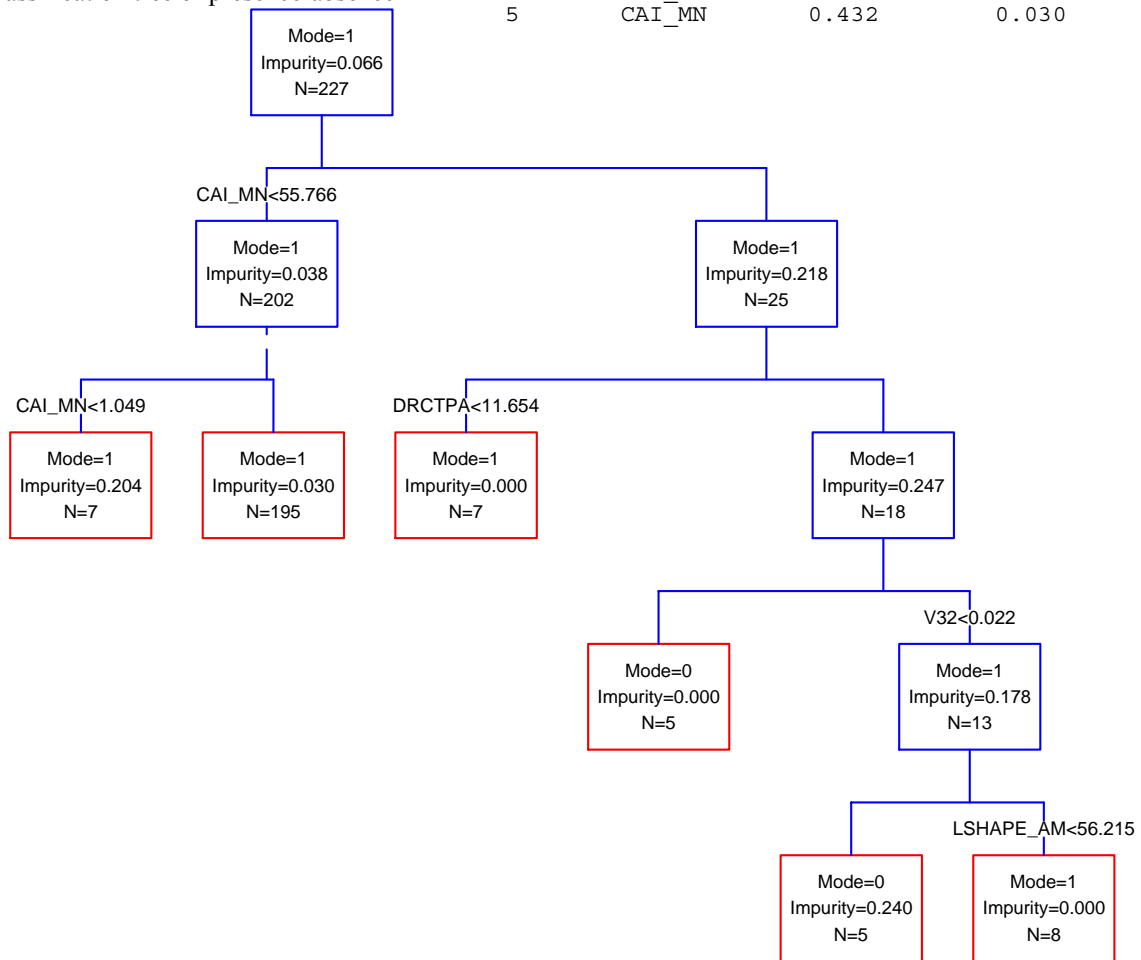 5 CAI_MN 0.432 0.030
Mode=1
Impurity=0.066
N=227
CAI_MN<55.766
Mode=1
Impurity=0.038
N=202
Mode=1
Impurity=0.218
N=25
CAI_MN<1.049
DRCTPA<11.654
Mode=1
Impurity=0.204
N=7
Mode=1
Impurity=0.030
N=195
Mode=1
Impurity=0.000
N=7
Mode=1
Impurity=0.247
N=18
V32<0.022
Mode=0
Impurity=0.000
N=5
Mode=1
Impurity=0.178
N=13
LSHAPE_AM<56.215
Mode=0
Impurity=0.240
N=5
Mode=1
Impurity=0.000
N=8